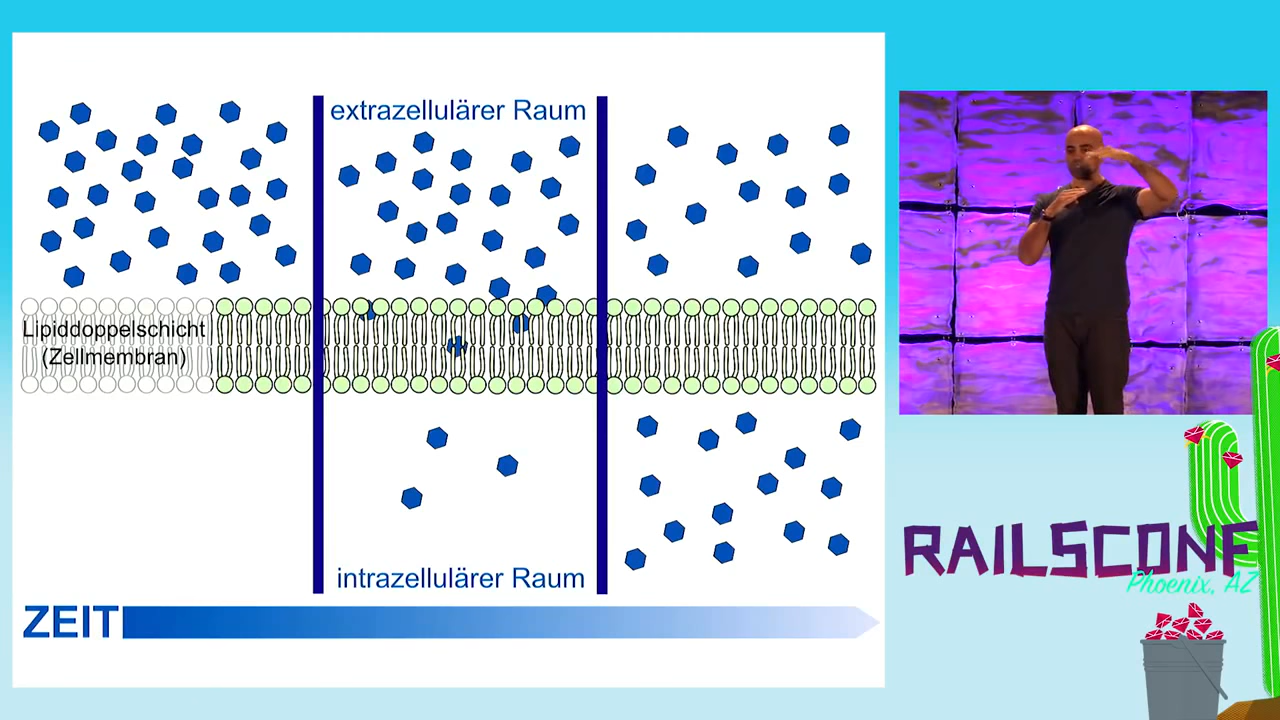 extrazellulärer Raum
Lipiddoppelschicht
(Zellmembran)
intrazellulärer Raum
ZEIT
RAILSCONF
Phoenix, AZ